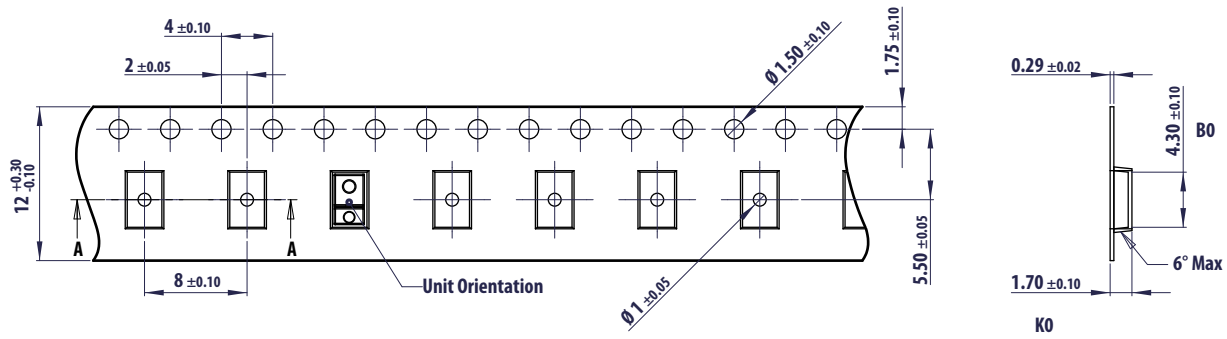 4 ±0.10
2 ±0.05
Ø 1.50 ±0.10
1.75 ±0.10
12 +0.30 -0.10
A
A
8 ±0.10
Unit Orientation
Ø 1 ±0.05
5.50 ±0.05
0.29 ±0.02
4.30 ±0.10
B0
6° Max
1.70 ±0.10
K0